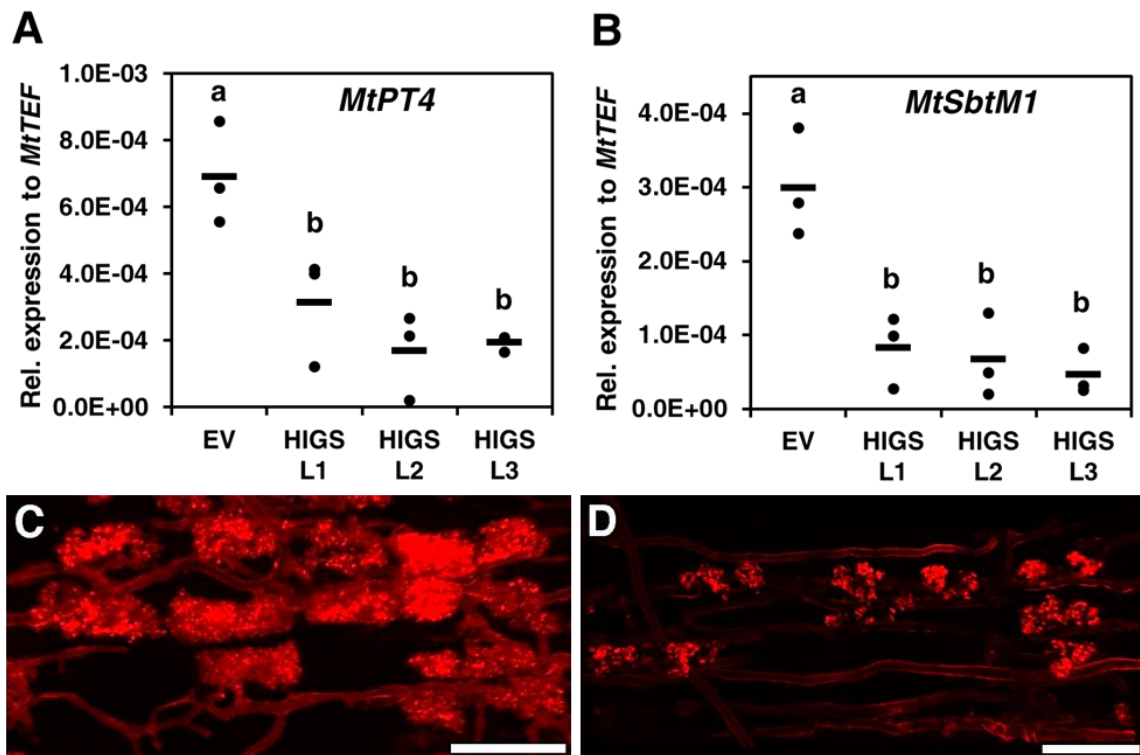 A
Rel. expression to MtTEF
1.0E-03
8.0E-04
6.0E-04
4.0E-04
2.0E-04
0.0E+00
MtPT4
a
b
b
b
EV
HIGS L1
HIGS L2
HIGS L3
B
Rel. expression to MtTEF
4.0E-04
3.0E-04
2.0E-04
1.0E-04
0.0E+00
MtSbtM1
a
b
b
b
EV
HIGS L1
HIGS L2
HIGS L3
C
D